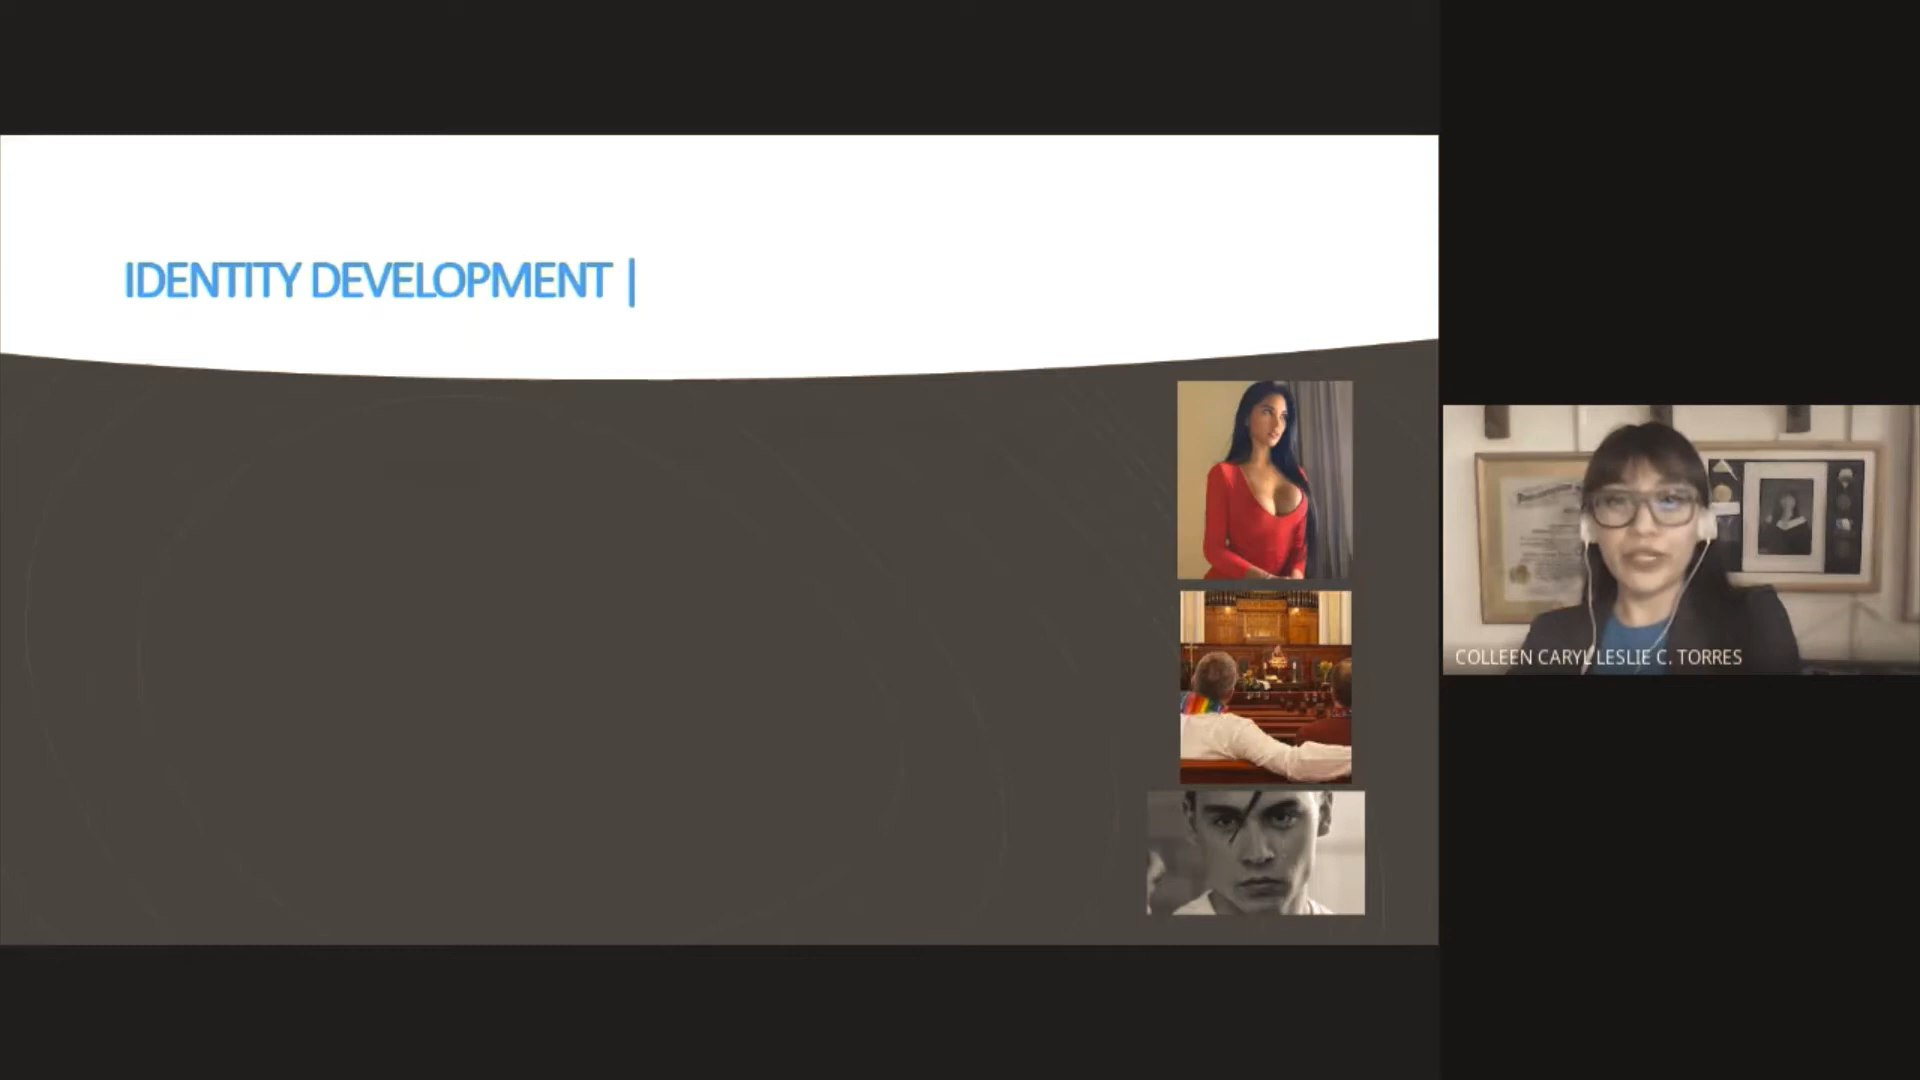 IDENTITY DEVELOPMENT |
COLLEEN CARYL LESLIE C. TORRES